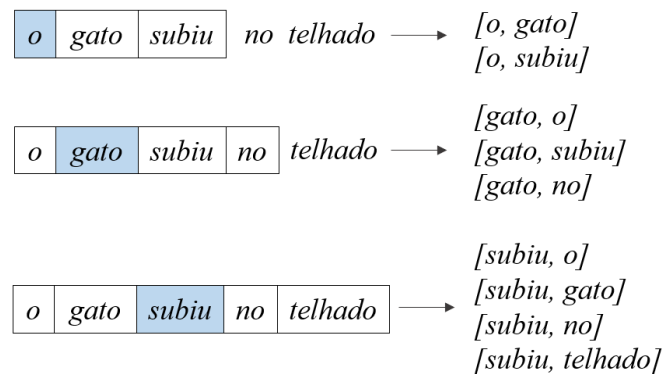 o gato subiu no telhado
[o, gato]
[o, subiu]
o gato subiu no telhado
[gato, o]
[gato, subiu]
[gato, no]
o gato subiu no telhado
[subiu, o]
[subiu, gato]
[subiu, no]
[subiu, telhado]